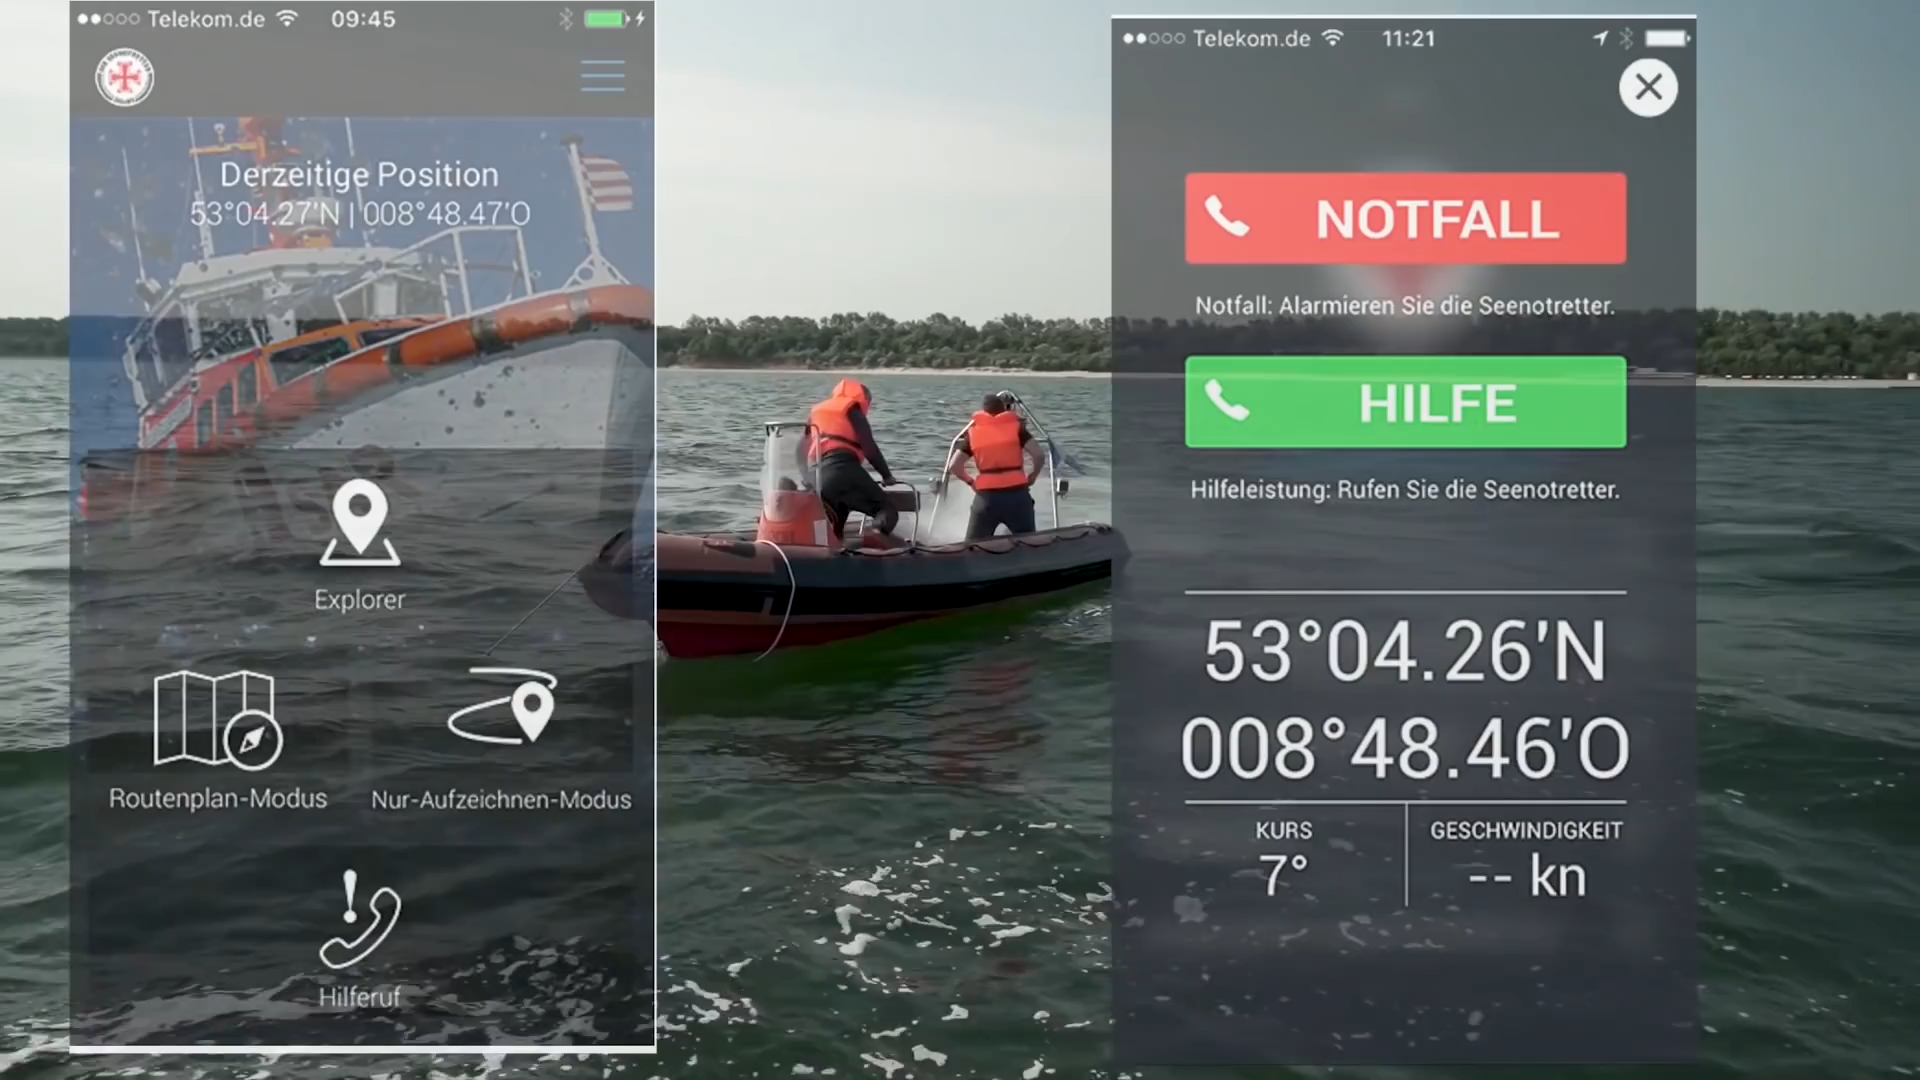 Telekom.de 09:45
Derzeitige Position
53°04.27'N | 008°48.47'O
Explorer
Routenplan-Modus
Nur-Aufzeichnen-Modus
Hilferuf
Telekom.de 11:21
NOTFALL
Notfall: Alarmieren Sie die Seenotretter.
HILFE
Hilfeleistung: Rufen Sie die Seenotretter.
53°04.26'N
008°48.46'O
KURS
7°
GESCHWINDIGKEIT
-- kn